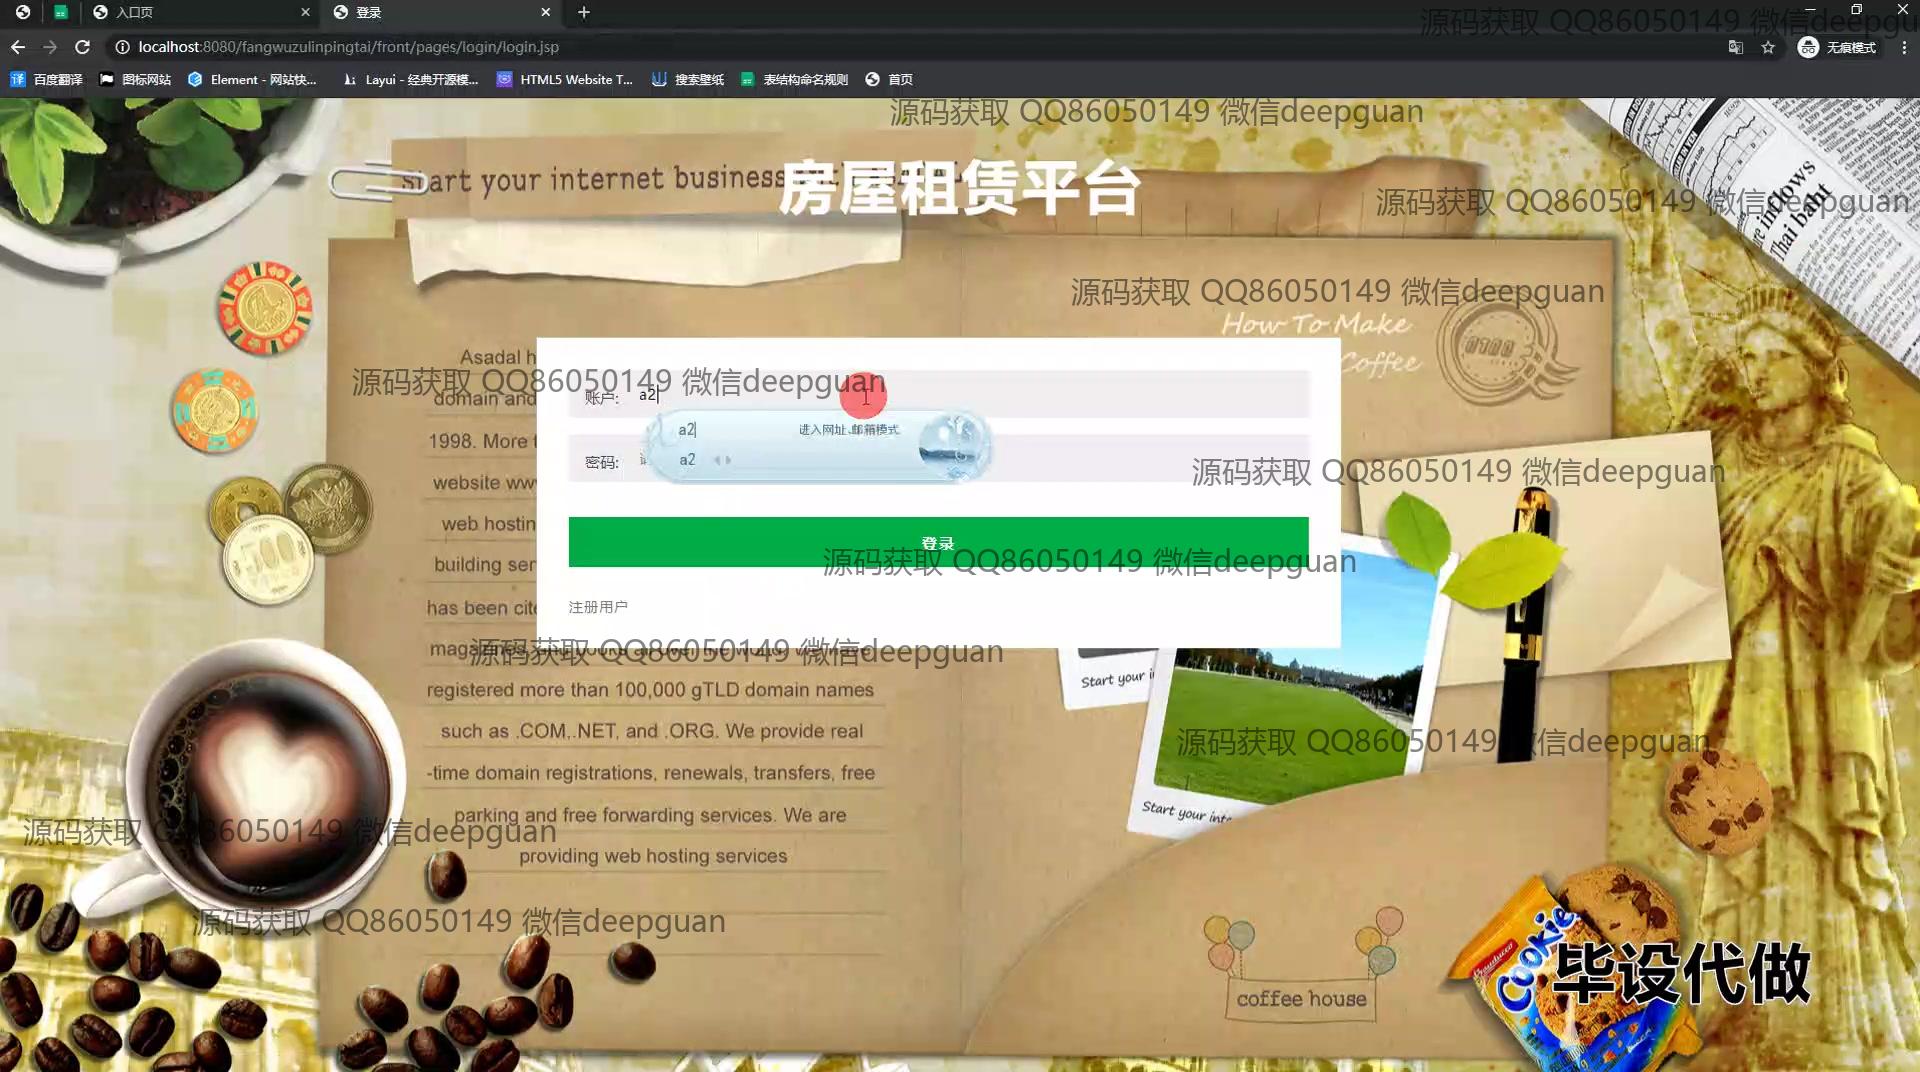 入口页
登录
localhost:8080/fangwuzulinpingtai/front/pages/login/login.jsp
无痕模式
百度翻译
图标网站
Element - 网站快...
Layui - 经典开源模...
HTML5 Website T...
搜索壁纸
表结构命名规则
首页
源码获取 QQ86050149 微信deepgu
源码获取 QQ86050149 微信deepguan
start your internet business
房屋租赁平台
源码获取 QQ86050149 微信deepguan
源码获取 QQ86050149 微信deepguan
How To Make
Coffee
0100
Asadal h
源码获取 QQ86050149 微信deepguan
domain and
账户: a2
a2 进入网址.邮箱模式
1998. More
密码:
a2
website www
源码获取 QQ86050149 微信deepguan
web hostin
登录
building ser
源码获取 QQ86050149 微信deepguan
has been cite
注册用户
源码获取 QQ86050149 微信deepguan
registered more than 100,000 gTLD domain names
Start your i
such as .COM,.NET, and .ORG. We provide real
源码获取 QQ86050149 微信deepguan
-time domain registrations, renewals, transfers, free
Start your inte
parking and free forwarding services. We are
源码获取 QQ86050149 微信deepguan
providing web hosting services
源码获取 QQ86050149 微信deepguan
500
Cookie
毕设代做
coffee house